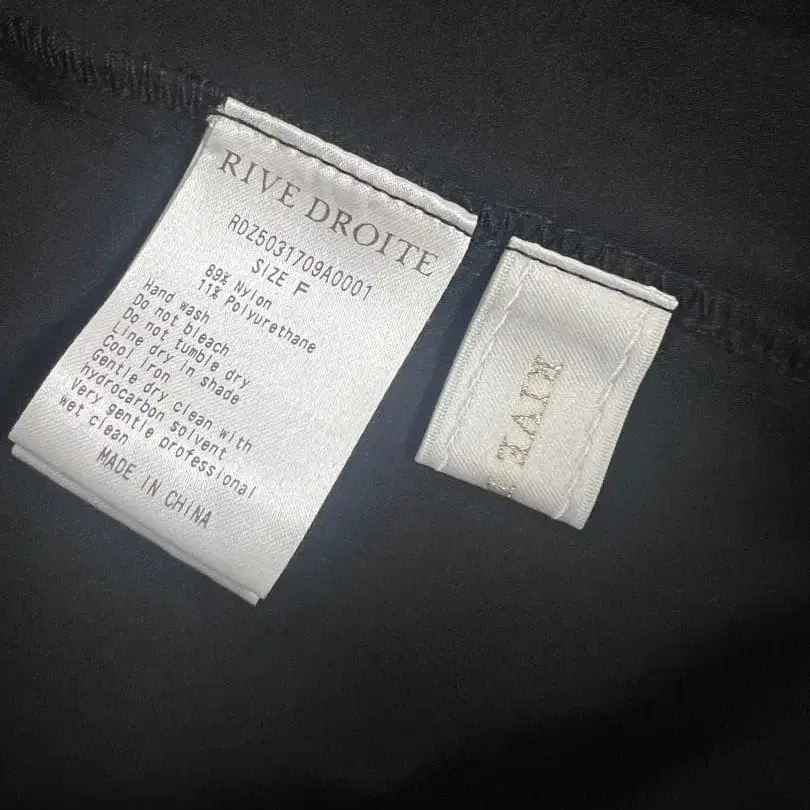 RIVE DROITE
RDZ5031709A0001
SIZE F
89% Nylon
11% Polyurethane
Hand wash
Do not bleach
Do not tumble dry
Line dry in shade
Cool iron
Gentle dry clean with
hydrocarbon solvent
Very gentle professional
wet clean
MADE IN CHINA
RIVE